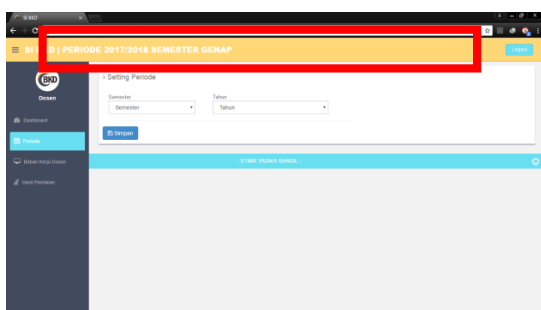 SI BKD
SI BKD | PERIODE 2017/2018 SEMESTER GENAP
Logout
BKD
Dosen
Dashboard
Periode
Beban Kerja Dosen
Hasil Penilaian
> Setting Periode
Semester
Tahun
Semester
Tahun
Simpan
- STMIK YADIKA BANGIL -